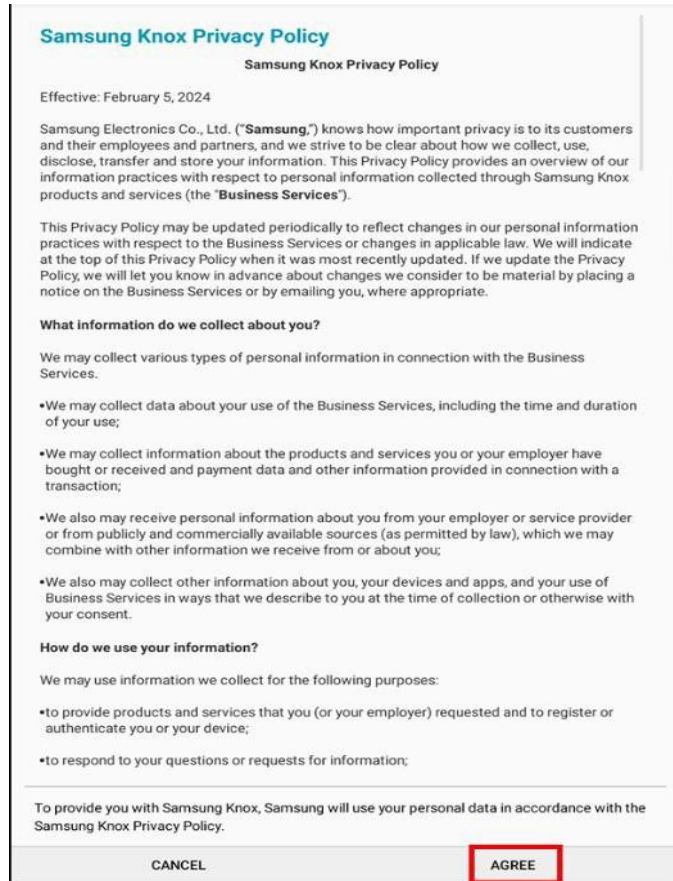 Samsung Knox Privacy Policy
Samsung Knox Privacy Policy
Effective: February 5, 2024
Samsung Electronics Co., Ltd. ("Samsung,") knows how important privacy is to its customers
and their employees and partners, and we strive to be clear about how we collect, use,
disclose, transfer and store your information. This Privacy Policy provides an overview of our
information practices with respect to personal information collected through Samsung Knox
products and services (the "Business Services").
This Privacy Policy may be updated periodically to reflect changes in our personal information
practices with respect to the Business Services or changes in applicable law. We will indicate
at the top of this Privacy Policy when it was most recently updated. If we update the Privacy
Policy, we will let you know in advance about changes we consider to be material by placing a
notice on the Business Services or by emailing you, where appropriate.
What information do we collect about you?
We may collect various types of personal information in connection with the Business
Services.
•We may collect data about your use of the Business Services, including the time and duration
of your use;
•We may collect information about the products and services you or your employer have
bought or received and payment data and other information provided in connection with a
transaction;
•We also may receive personal information about you from your employer or service provider
or from publicly and commercially available sources (as permitted by law), which we may
combine with other information we receive from or about you;
•We also may collect other information about you, your devices and apps, and your use of
Business Services in ways that we describe to you at the time of collection or otherwise with
your consent.
How do we use your information?
We may use information we collect for the following purposes:
•to provide products and services that you (or your employer) requested and to register or
authenticate you or your device;
•to respond to your questions or requests for information;
To provide you with Samsung Knox, Samsung will use your personal data in accordance with the
Samsung Knox Privacy Policy.
CANCEL AGREE